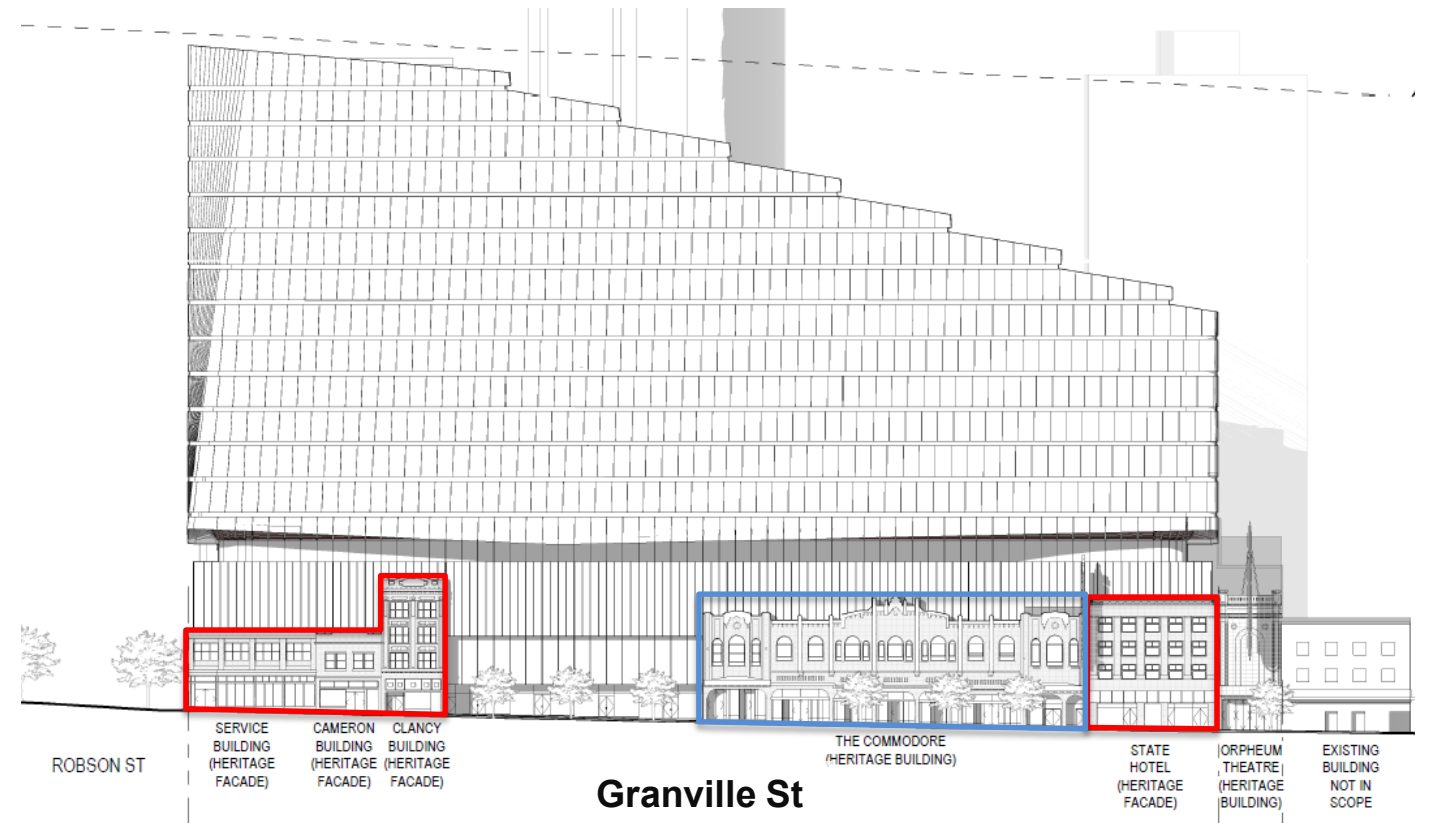 ROBSON ST
SERVICE
BUILDING
(HERITAGE
FACADE)
CAMERON
BUILDING
(HERITAGE
FACADE)
CLANCY
BUILDING
(HERITAGE
FACADE)
Granville St
THE COMMODORE
(HERITAGE BUILDING)
STATE
HOTEL
(HERITAGE
FACADE)
ORPHEUM
THEATRE
(HERITAGE
BUILDING)
EXISTING
BUILDING
NOT IN
SCOPE